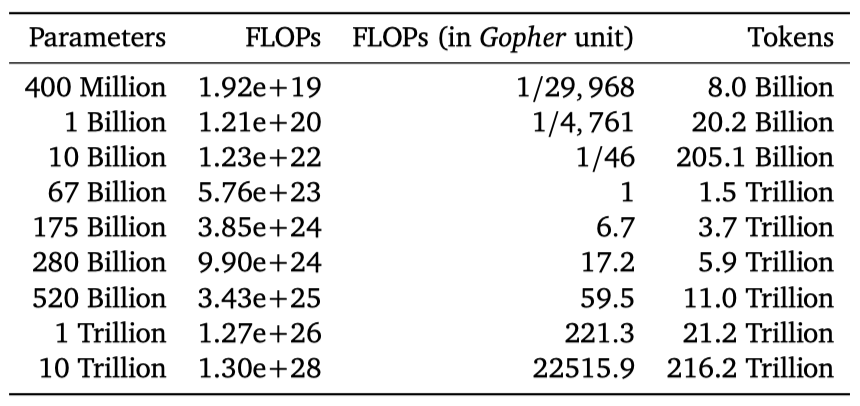 Parameters FLOPs FLOPs (in Gopher unit) Tokens
400 Million 1.92e+19 1/29,968 8.0 Billion
1 Billion 1.21e+20 1/4,761 20.2 Billion
10 Billion 1.23e+22 1/46 205.1 Billion
67 Billion 5.76e+23 1 1.5 Trillion
175 Billion 3.85e+24 6.7 3.7 Trillion
280 Billion 9.90e+24 17.2 5.9 Trillion
520 Billion 3.43e+25 59.5 11.0 Trillion
1 Trillion 1.27e+26 221.3 21.2 Trillion
10 Trillion 1.30e+28 22515.9 216.2 Trillion